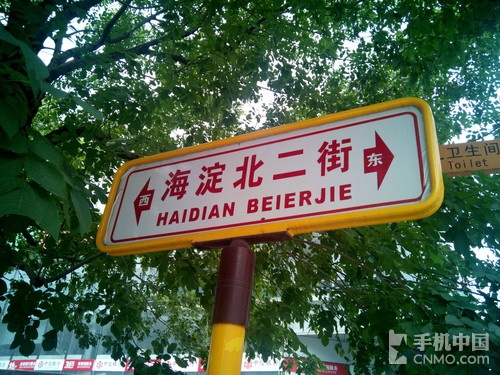 海淀北二街
西
东
HAIDIAN BEIERJIE
卫生间
Toilet
手机中国
CNMO.COM